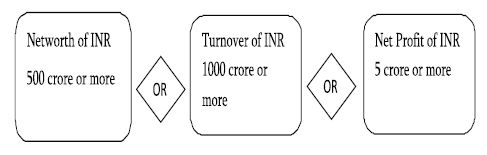 Networth of INR
500 crore or more
OR
Turnover of INR
1000 crore or
more
OR
Net Profit of INR
5 crore or more